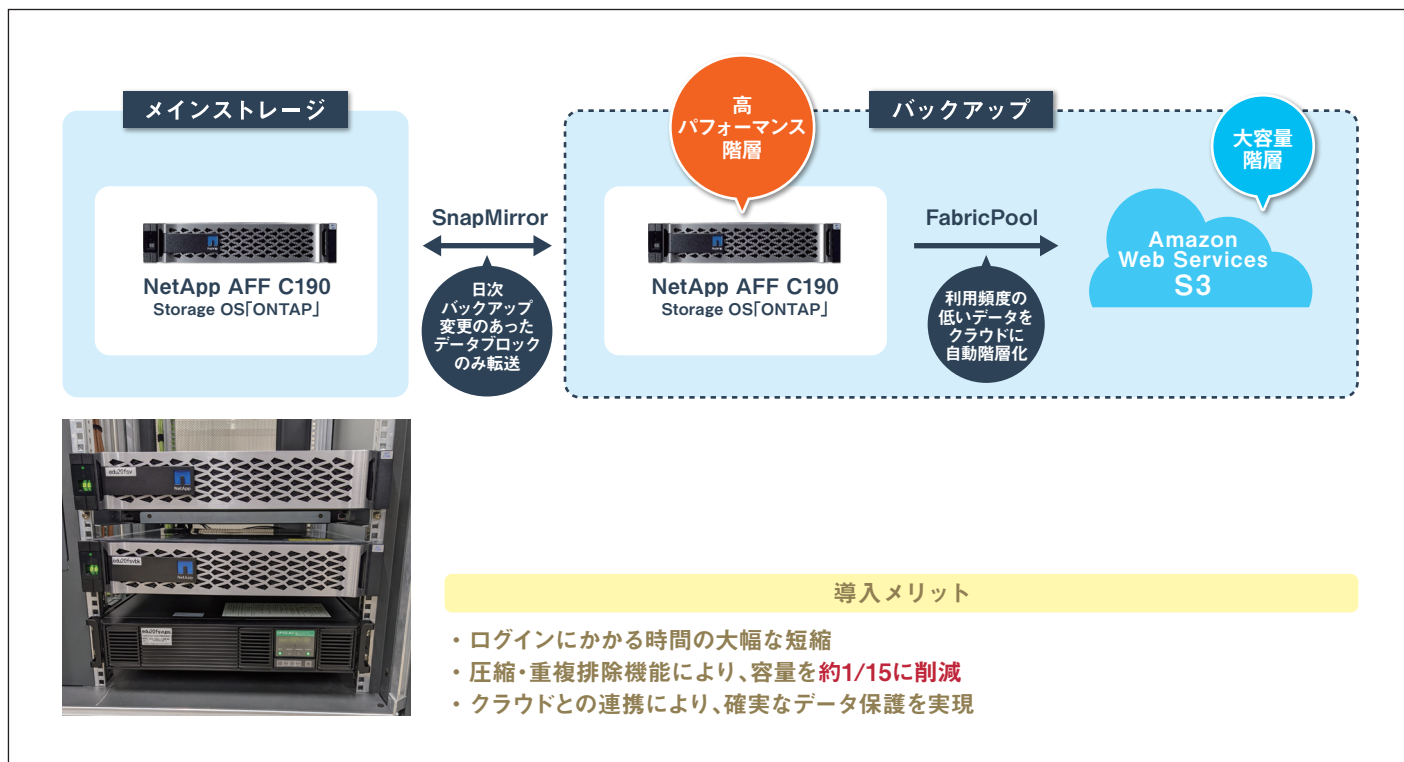 メインストレージ
NetApp AFF C190
Storage OS「ONTAP」
SnapMirror
日次
バックアップ
変更のあった
データブロック
のみ転送
バックアップ
高
パフォーマンス
階層
NetApp AFF C190
Storage OS「ONTAP」
FabricPool
利用頻度の
低いデータを
クラウドに
自動階層化
大容量
階層
Amazon
Web Services
S3
edu20fsv
NetApp
edu20fsvbk
NetApp
edu20fsvups
導入メリット
・ログインにかかる時間の大幅な短縮
・圧縮・重複排除機能により、容量を約1/15に削減
・クラウドとの連携により、確実なデータ保護を実現